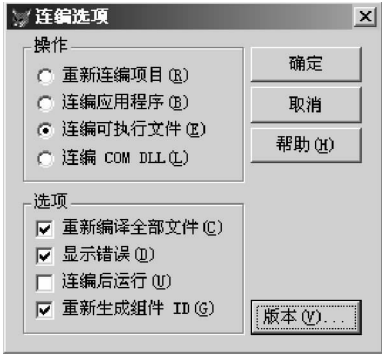 连编选项
操作
重新连编项目(R)
连编应用程序(B)
连编可执行文件(E)
连编 COM DLL(L)
确定
取消
帮助(H)
选项
重新编译全部文件(C)
显示错误(D)
连编后运行(U)
重新生成组件 ID(G)
版本(V)...